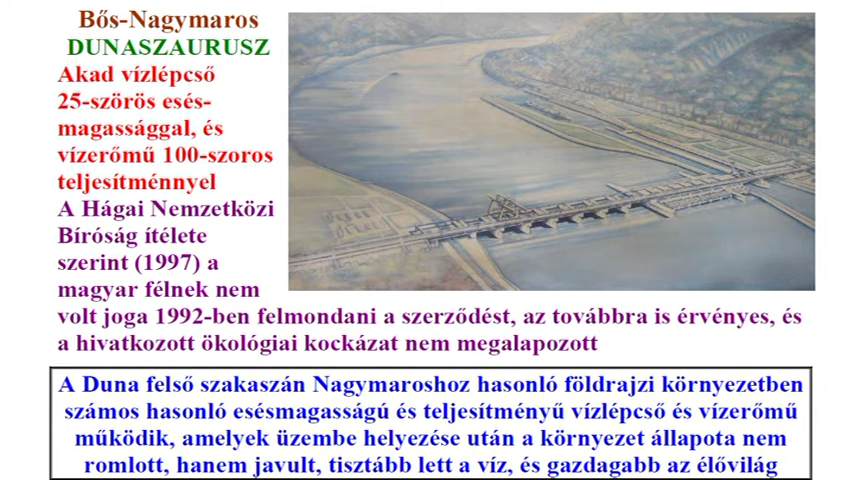 Bős-Nagymaros
DUNASZAURUSZ
Akad vízlépcső
25-szörös esés-
magassággal, és
vízerőmű 100-szoros
teljesítménnyel
A Hágai Nemzetközi
Bíróság ítélete
szerint (1997) a
magyar félnek nem
volt joga 1992-ben felmondani a szerződést, az továbbra is érvényes, és
a hivatkozott ökológiai kockázat nem megalapozott
A Duna felső szakaszán Nagymaroshoz hasonló földrajzi környezetben
számos hasonló esésmagasságú és teljesítményű vízlépcső és vízerőmű
működik, amelyek üzembe helyezése után a környezet állapota nem
romlott, hanem javult, tisztább lett a víz, és gazdagabb az élővilág